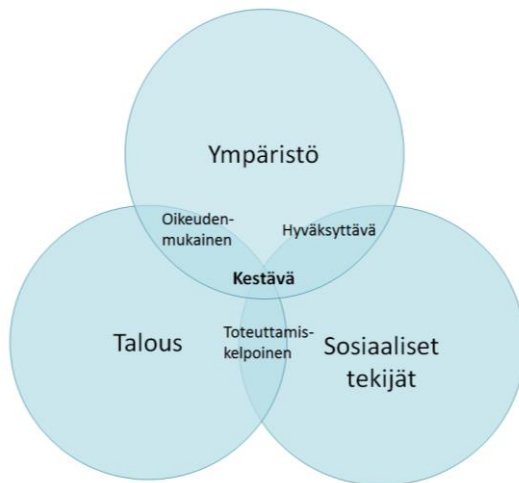 Ympäristö
Oikeuden-
mukainen
Hyväksyttävä
Kestävä
Talous
Toteuttamis-
kelpoinen
Sosiaaliset
tekijät